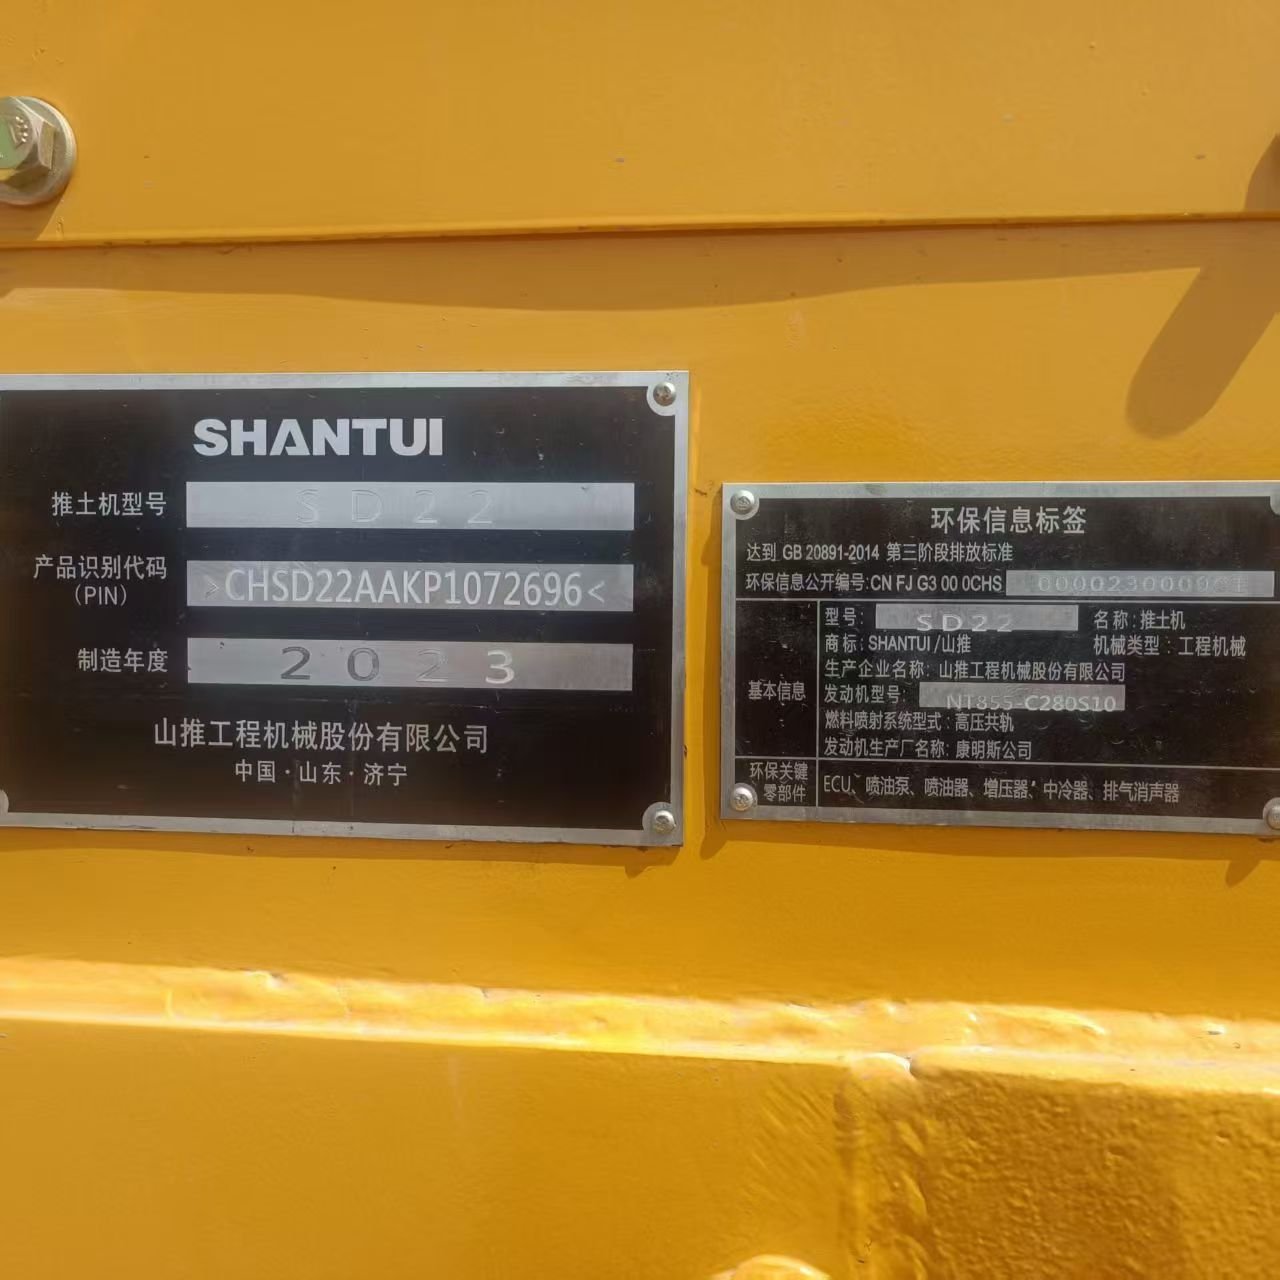 SHANTUI
推土机型号 SD22
产品识别代码 >CHSD22AAKP1072696<
（PIN）
制造年度 2023
山推工程机械股份有限公司
中国·山东·济宁
环保信息标签
达到 GB 20891-2014 第三阶段排放标准
环保信息公开编号:CN FJ G3 00 0CHS
型号: SD22 名称:推土机
商标: SHANTUI/山推 机械类型: 工程机械
生产企业名称: 山推工程机械股份有限公司
基本信息
发动机型号: NT855-C280S10
燃料喷射系统型式: 高压共轨
发动机生产厂名称: 康明斯公司
环保关键
零部件
ECU、喷油泵、喷油器、增压器、中冷器、排气消声器